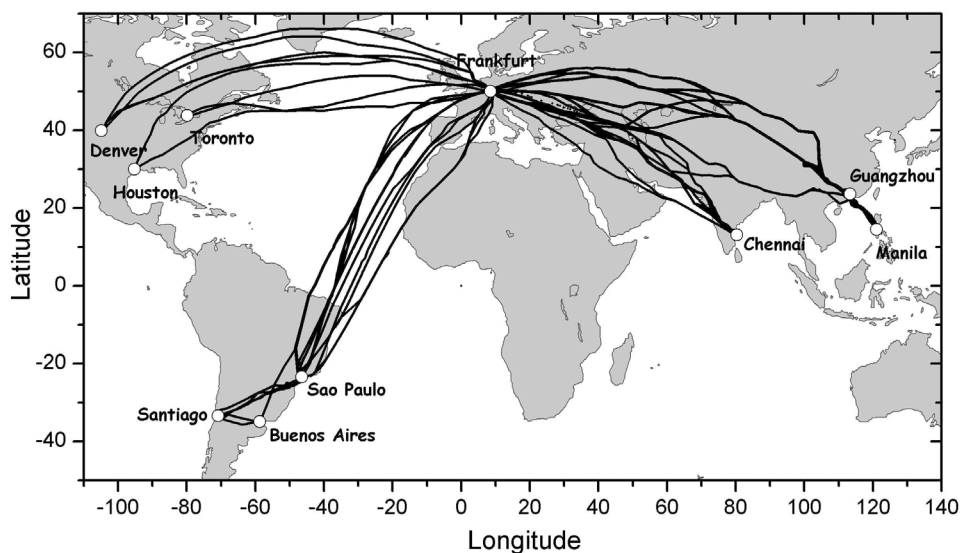 60
40
20
0
-20
-40
Latitude
Frankfurt
Denver
Toronto
Houston
Guangzhou
Chennai
Manila
Sao Paulo
Santiago
Buenos Aires
-100 -80 -60 -40 -20 0 20 40 60 80 100 120 140
Longitude